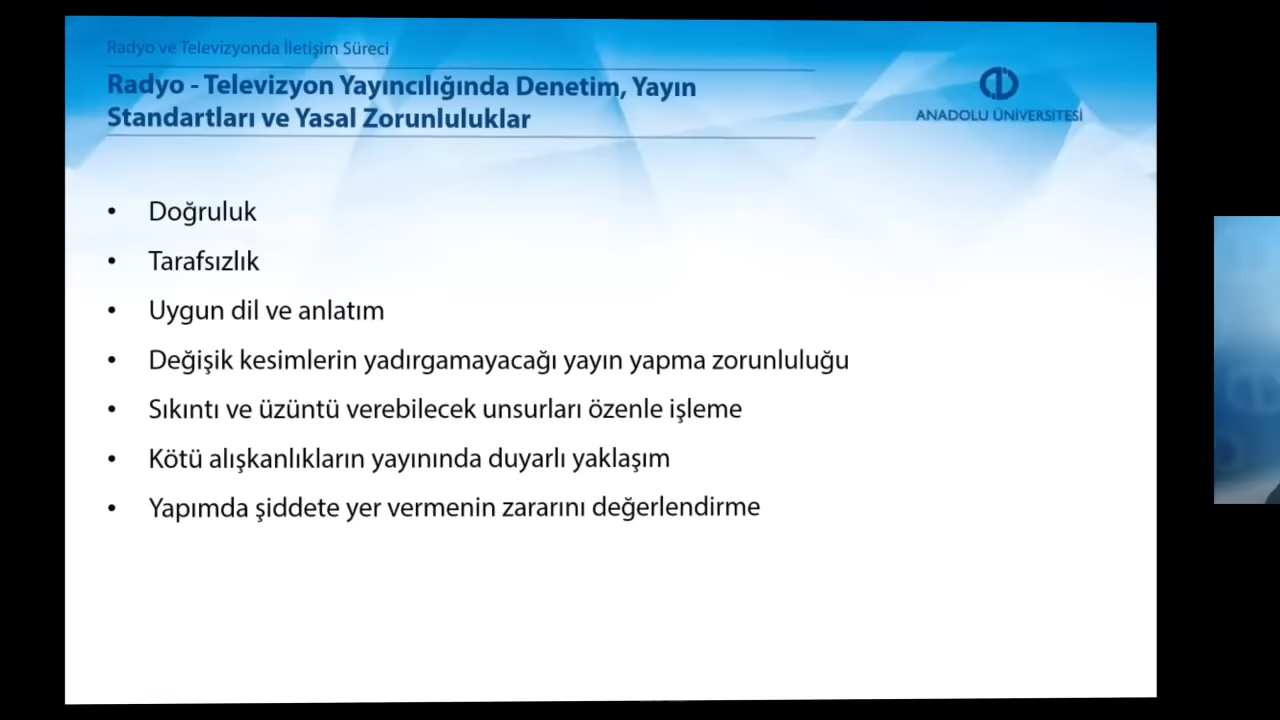 Radyo ve Televizyonda İletişim Süreci
Radyo - Televizyon Yayıncılığında Denetim, Yayın
Standartları ve Yasal Zorunluluklar
ANADOLU ÜNİVERSİTESİ
• Doğruluk
• Tarafsızlık
• Uygun dil ve anlatım
• Değişik kesimlerin yadırgamayacağı yayın yapma zorunluluğu
• Sıkıntı ve üzüntü verebilecek unsurları özenle işleme
• Kötü alışkanlıkların yayınında duyarlı yaklaşım
• Yapımda şiddete yer vermenin zararını değerlendirme